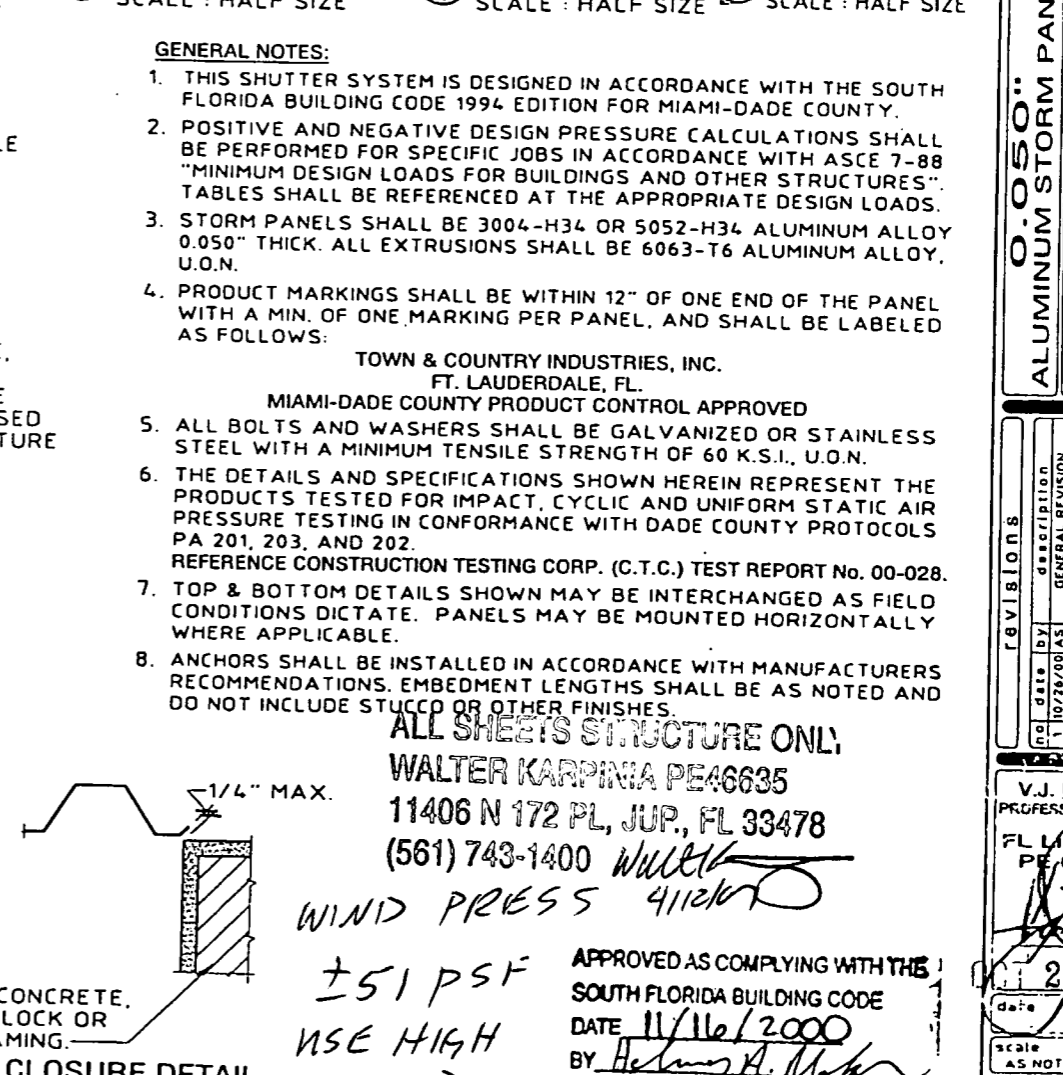 SCALE : HALF SIZE
SCALE : HALF SIZE
SCALE : HALF SIZE
GENERAL NOTES:
1. THIS SHUTTER SYSTEM IS DESIGNED IN ACCORDANCE WITH THE SOUTH
FLORIDA BUILDING CODE 1994 EDITION FOR MIAMI-DADE COUNTY.
2. POSITIVE AND NEGATIVE DESIGN PRESSURE CALCULATIONS SHALL
BE PERFORMED FOR SPECIFIC JOBS IN ACCORDANCE WITH ASCE 7-88
"MINIMUM DESIGN LOADS FOR BUILDINGS AND OTHER STRUCTURES".
TABLES SHALL BE REFERENCED AT THE APPROPRIATE DESIGN LOADS.
3. STORM PANELS SHALL BE 3004-H34 OR 5052-H34 ALUMINUM ALLOY
0.050" THICK. ALL EXTRUSIONS SHALL BE 6063-T6 ALUMINUM ALLOY,
U.O.N.
4. PRODUCT MARKINGS SHALL BE WITHIN 12" OF ONE END OF THE PANEL
WITH A MIN. OF ONE MARKING PER PANEL, AND SHALL BE LABELED
AS FOLLOWS:
TOWN & COUNTRY INDUSTRIES, INC.
FT. LAUDERDALE, FL.
MIAMI-DADE COUNTY PRODUCT CONTROL APPROVED
5. ALL BOLTS AND WASHERS SHALL BE GALVANIZED OR STAINLESS
STEEL WITH A MINIMUM TENSILE STRENGTH OF 60 K.S.I., U.O.N.
6. THE DETAILS AND SPECIFICATIONS SHOWN HEREIN REPRESENT THE
PRODUCTS TESTED FOR IMPACT, CYCLIC AND UNIFORM STATIC AIR
PRESSURE TESTING IN CONFORMANCE WITH DADE COUNTY PROTOCOLS
PA 201, 203, AND 202.
REFERENCE CONSTRUCTION TESTING CORP. (C.T.C.) TEST REPORT No. 00-028.
7. TOP & BOTTOM DETAILS SHOWN MAY BE INTERCHANGED AS FIELD
CONDITIONS DICTATE. PANELS MAY BE MOUNTED HORIZONTALLY
WHERE APPLICABLE.
8. ANCHORS SHALL BE INSTALLED IN ACCORDANCE WITH MANUFACTURERS
RECOMMENDATIONS. EMBEDMENT LENGTHS SHALL BE AS NOTED AND
DO NOT INCLUDE STUCCO OR OTHER FINISHES.
ALL SHEETS STRUCTURE ONLY
WALTER KARPINIA PE46635
11406 N 172 PL, JUP., FL 33478
(561) 743-1400
WIND PRESS
±51 PSF
USE HIGH
1/4" MAX.
CONCRETE,
LOCK OR
MING.
CLOSURE DETAIL
LE
SED
TURE
APPROVED AS COMPLYING WITH THE
SOUTH FLORIDA BUILDING CODE
DATE 11/16/2000
BY
0.050"
ALUMINUM STORM PAN
revisions
no date by description
1 10/26/00 AS GENERAL REVISION
V.J.
PROFESS
FL LI
PE
2
date
scale
AS NOT